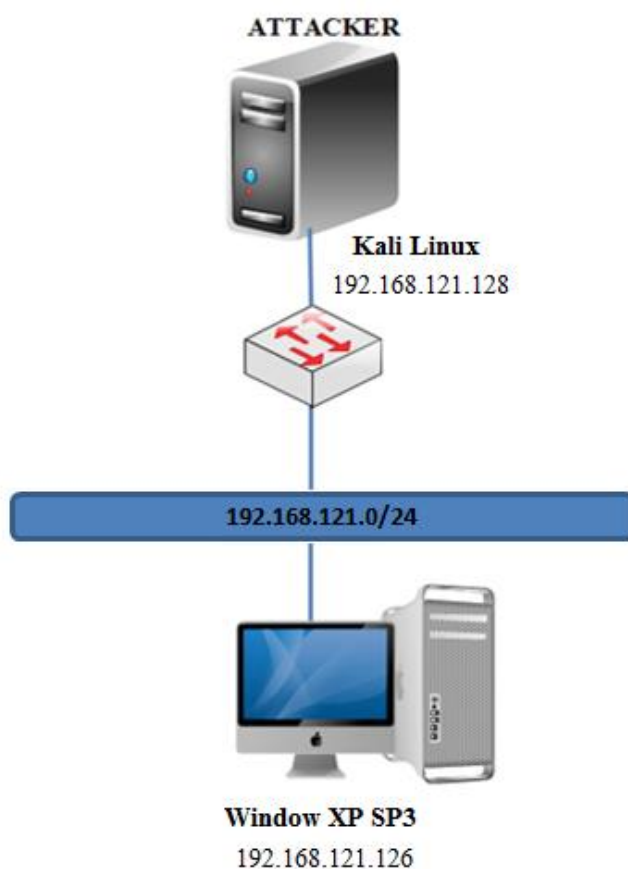 ATTACKER
Kali Linux
192.168.121.128
192.168.121.0/24
Window XP SP3
192.168.121.126